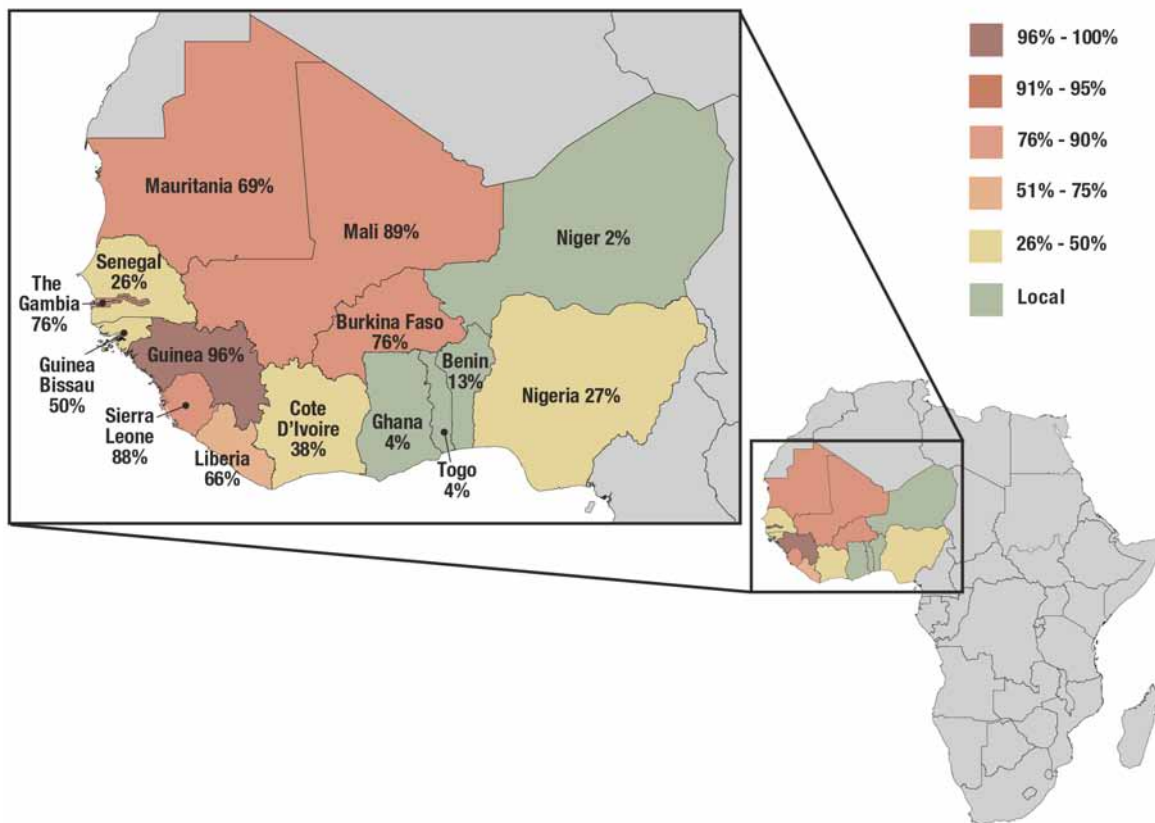 96% - 100%
91% - 95%
76% - 90%
51% - 75%
26% - 50%
Local
Mauritania 69%
Mali 89%
Niger 2%
Senegal
26%
The
Gambia
76%
Guinea
Bissau
50%
Guinea 96%
Burkina Faso
76%
Benin
13%
Nigeria 27%
Sierra
Leone
88%
Liberia
66%
Cote
D'Ivoire
38%
Ghana
4%
Togo
4%